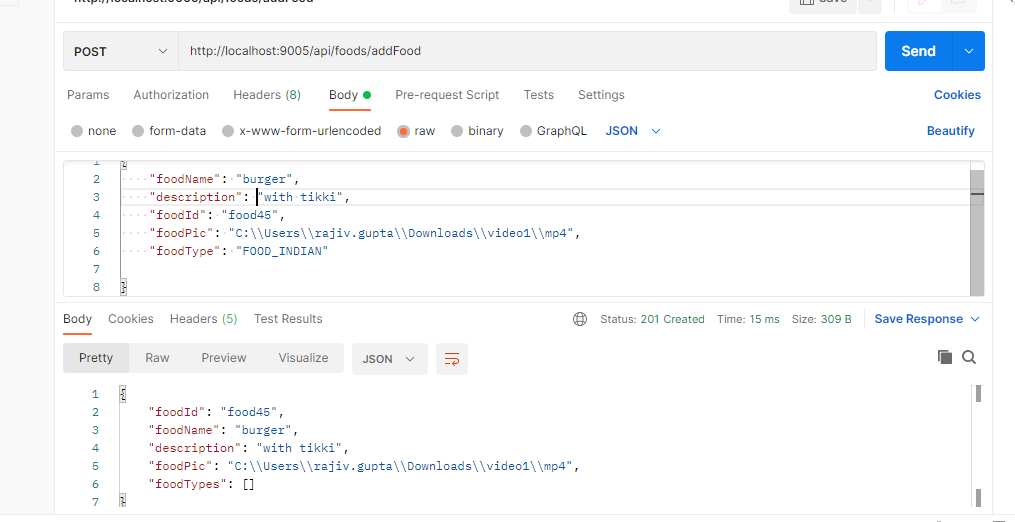 http://localhost:9005/api/foods/addFood
Save
POST http://localhost:9005/api/foods/addFood Send
Params Authorization Headers (8) Body Pre-request Script Tests Settings Cookies
none form-data x-www-form-urlencoded raw binary GraphQL JSON Beautify
1 {
2 "foodName": "burger",
3 "description": "with tikki",
4 "foodId": "food45",
5 "foodPic": "C:\\Users\\rajiv.gupta\\Downloads\\video1\\mp4",
6 "foodType": "FOOD_INDIAN"
7
8 }
Body Cookies Headers (5) Test Results Status: 201 Created Time: 15 ms Size: 309 B Save Response
Pretty Raw Preview Visualize JSON
1 {
2 "foodId": "food45",
3 "foodName": "burger",
4 "description": "with tikki",
5 "foodPic": "C:\\Users\\rajiv.gupta\\Downloads\\video1\\mp4",
6 "foodTypes": []
7 }